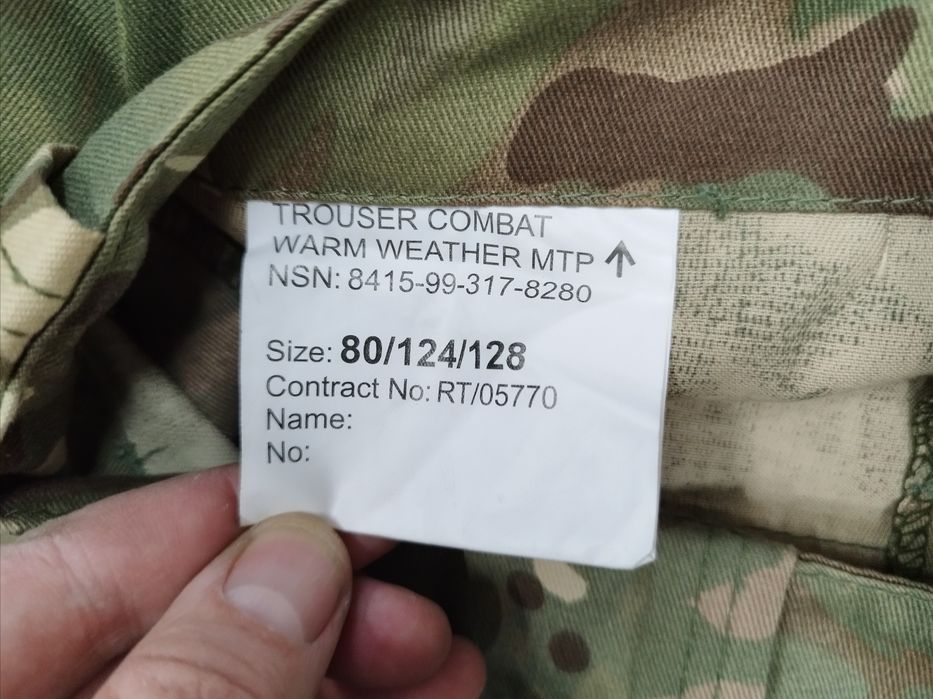 TROUSER COMBAT
WARM WEATHER MTP ↑
NSN: 8415-99-317-8280
Size: 80/124/128
Contract No: RT/05770
Name:
No: